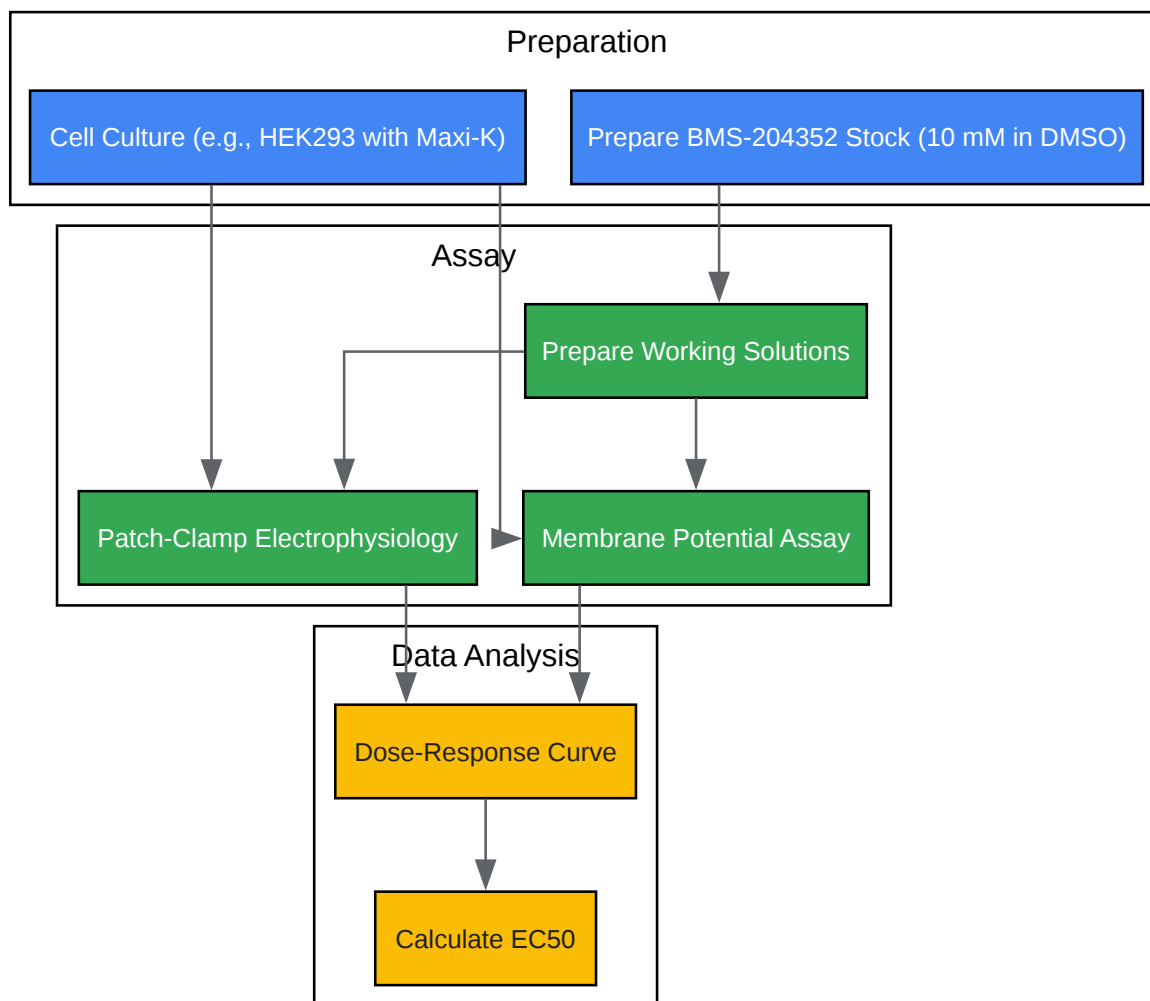 Preparation
Cell Culture (e.g., HEK293 with Maxi-K)
Prepare BMS-204352 Stock (10 mM in DMSO)
Assay
Prepare Working Solutions
Patch-Clamp Electrophysiology
Membrane Potential Assay
Data Analysis
Dose-Response Curve
Calculate EC50